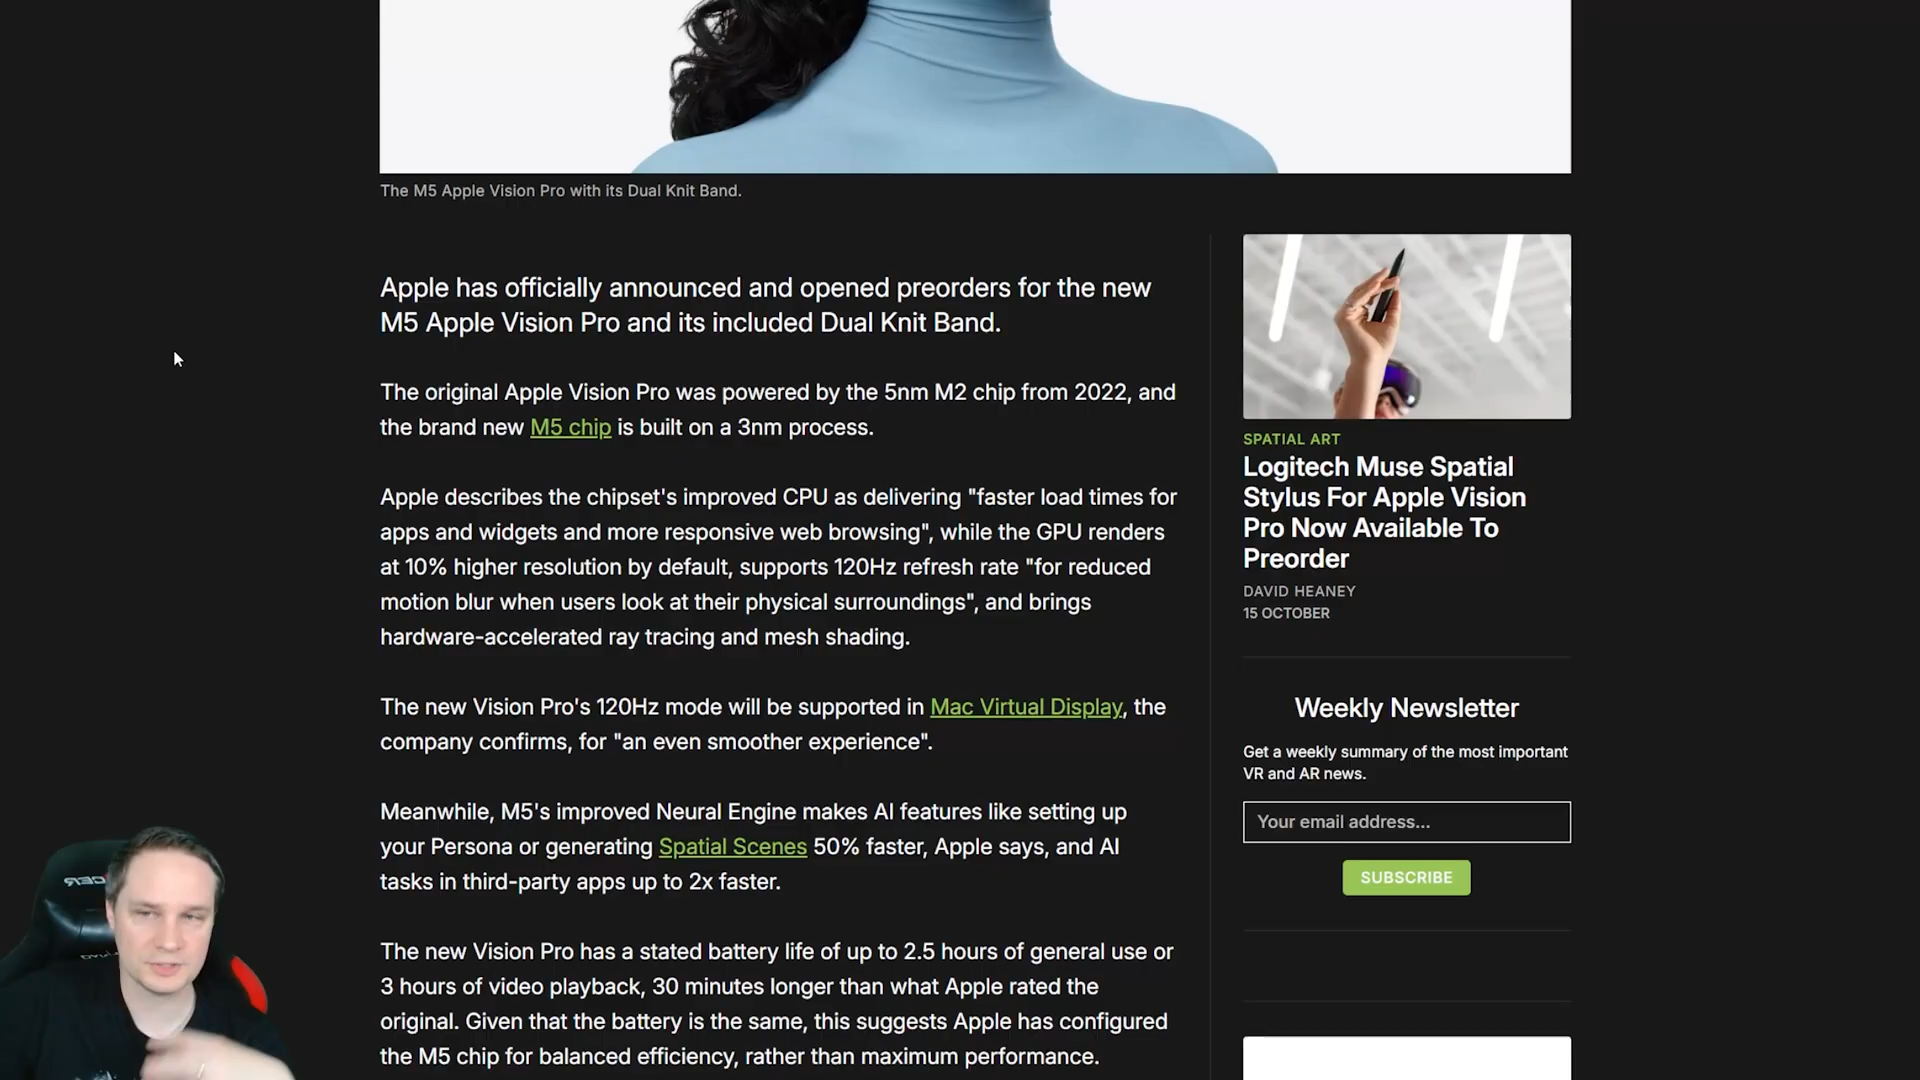 The M5 Apple Vision Pro with its Dual Knit Band.
Apple has officially announced and opened preorders for the new
M5 Apple Vision Pro and its included Dual Knit Band.
The original Apple Vision Pro was powered by the 5nm M2 chip from 2022, and
the brand new M5 chip is built on a 3nm process.
Apple describes the chipset's improved CPU as delivering "faster load times for
apps and widgets and more responsive web browsing", while the GPU renders
at 10% higher resolution by default, supports 120Hz refresh rate "for reduced
motion blur when users look at their physical surroundings", and brings
hardware-accelerated ray tracing and mesh shading.
The new Vision Pro's 120Hz mode will be supported in Mac Virtual Display, the
company confirms, for "an even smoother experience".
Meanwhile, M5's improved Neural Engine makes AI features like setting up
your Persona or generating Spatial Scenes 50% faster, Apple says, and AI
tasks in third-party apps up to 2x faster.
The new Vision Pro has a stated battery life of up to 2.5 hours of general use or
3 hours of video playback, 30 minutes longer than what Apple rated the
original. Given that the battery is the same, this suggests Apple has configured
the M5 chip for balanced efficiency, rather than maximum performance.
SPATIAL ART
Logitech Muse Spatial
Stylus For Apple Vision
Pro Now Available To
Preorder
DAVID HEANEY
15 OCTOBER
Weekly Newsletter
Get a weekly summary of the most important
VR and AR news.
Your email address...
SUBSCRIBE